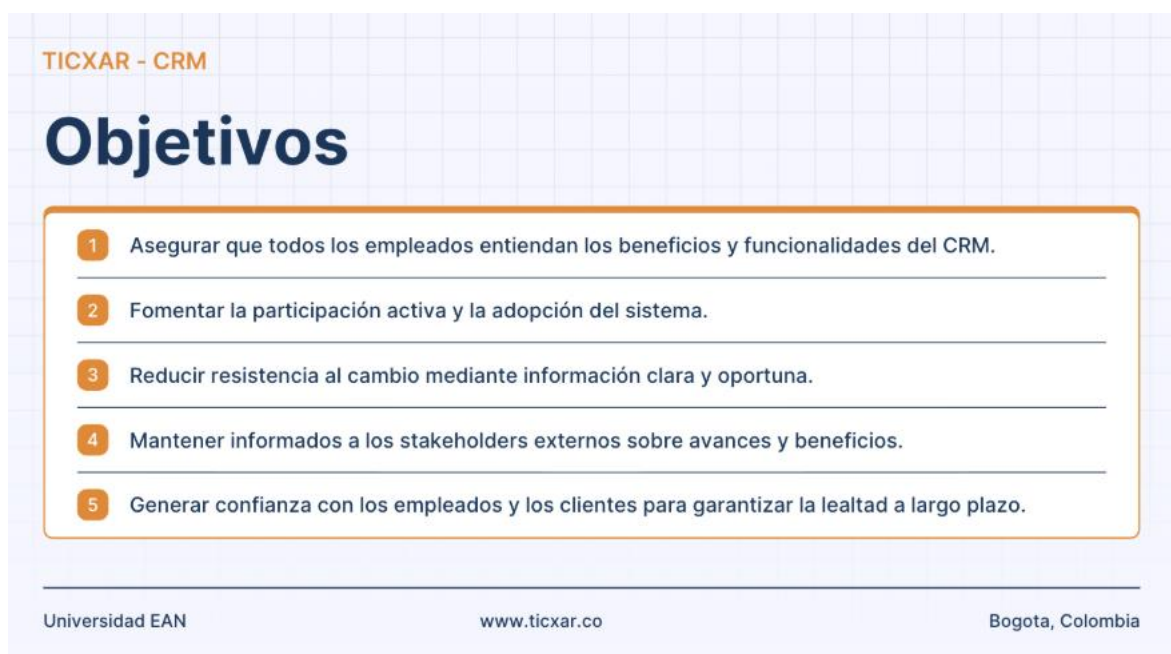 TICXAR - CRM
Objetivos
1 Asegurar que todos los empleados entiendan los beneficios y funcionalidades del CRM.
2 Fomentar la participación activa y la adopción del sistema.
3 Reducir resistencia al cambio mediante información clara y oportuna.
4 Mantener informados a los stakeholders externos sobre avances y beneficios.
5 Generar confianza con los empleados y los clientes para garantizar la lealtad a largo plazo.
Universidad EAN www.ticxar.co Bogota, Colombia